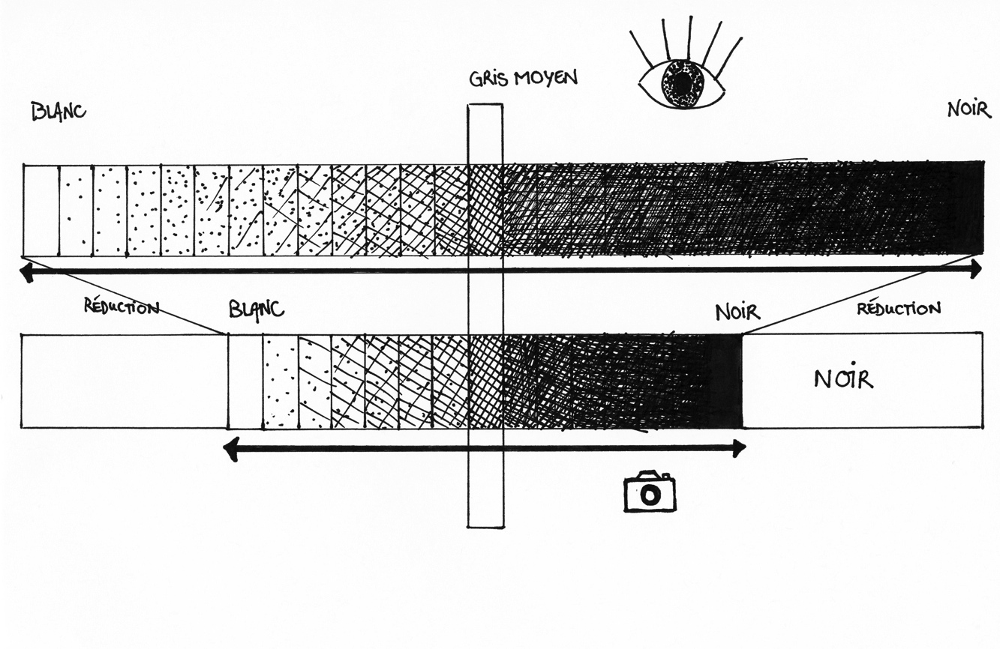 GRIS MOYEN
BLANC
NOIR
RÉDUCTION
BLANC
NOIR
RÉDUCTION
NOIR